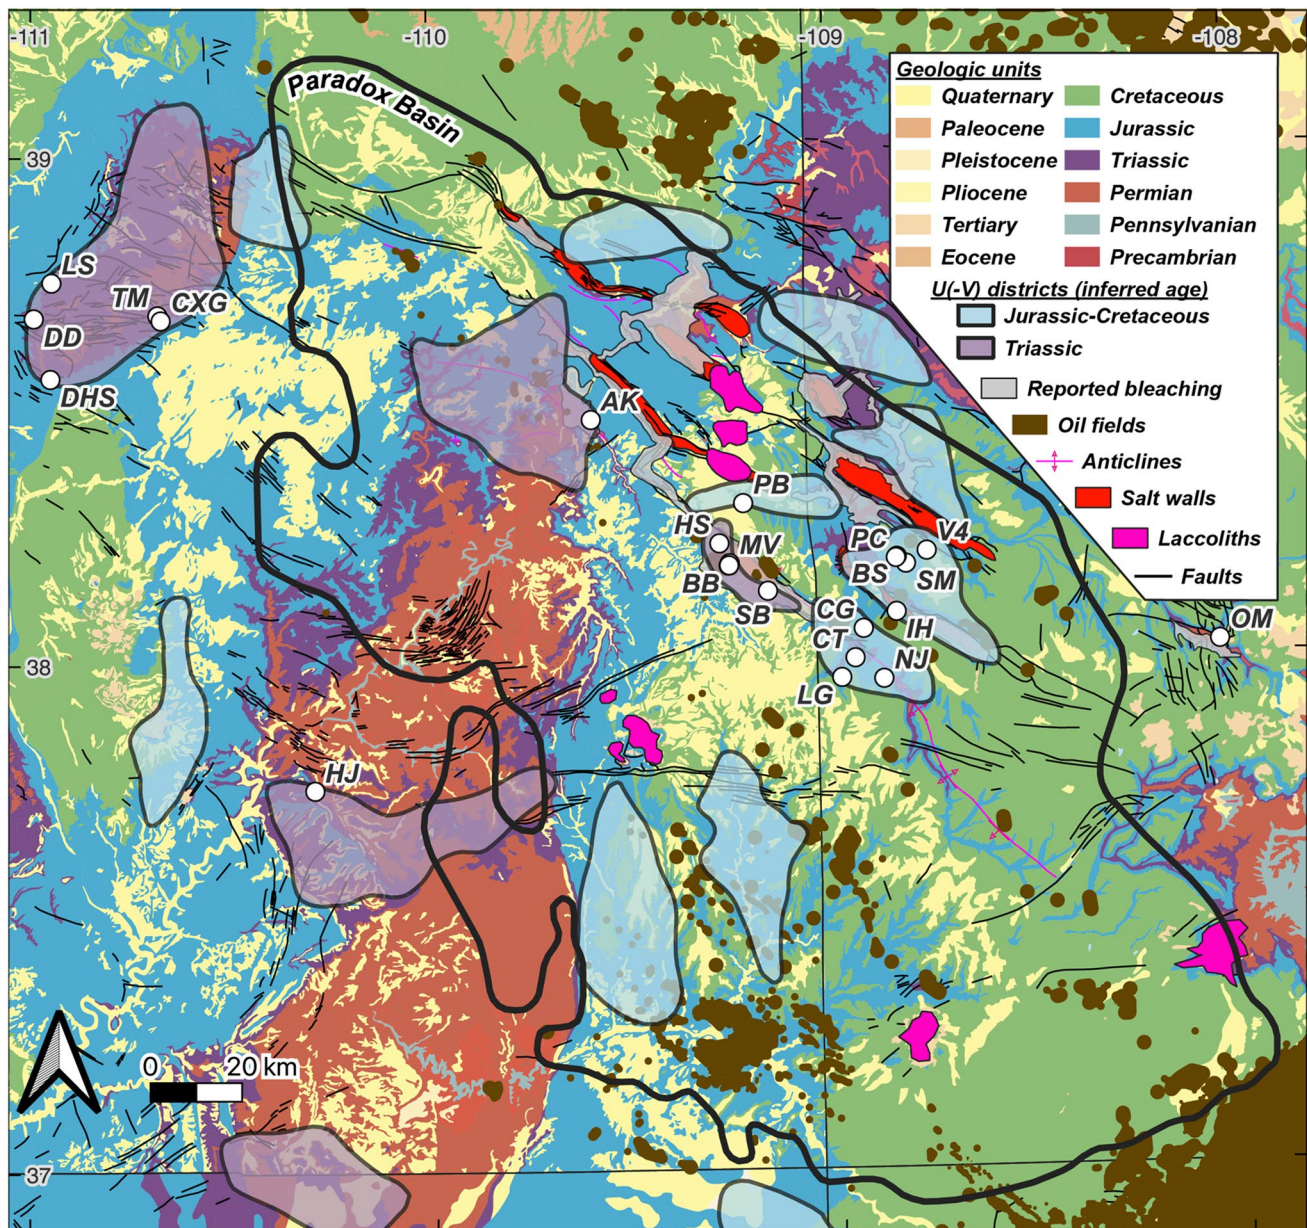 -111
-110
-109
-108
Paradox Basin
Geologic units
Quaternary
Cretaceous
Paleocene
Jurassic
Pleistocene
Triassic
Pliocene
Permian
Tertiary
Pennsylvanian
Eocene
Precambrian
U(-V) districts (inferred age)
Jurassic-Cretaceous
Triassic
Reported bleaching
Oil fields
Anticlines
Salt walls
Laccoliths
Faults
39
LS
TM
CXG
DD
DHS
AK
PB
HS
MV
BB
SB
PC
V4
BS
SM
CG
IH
CT
NJ
LG
OM
38
HJ
0
20 km
37